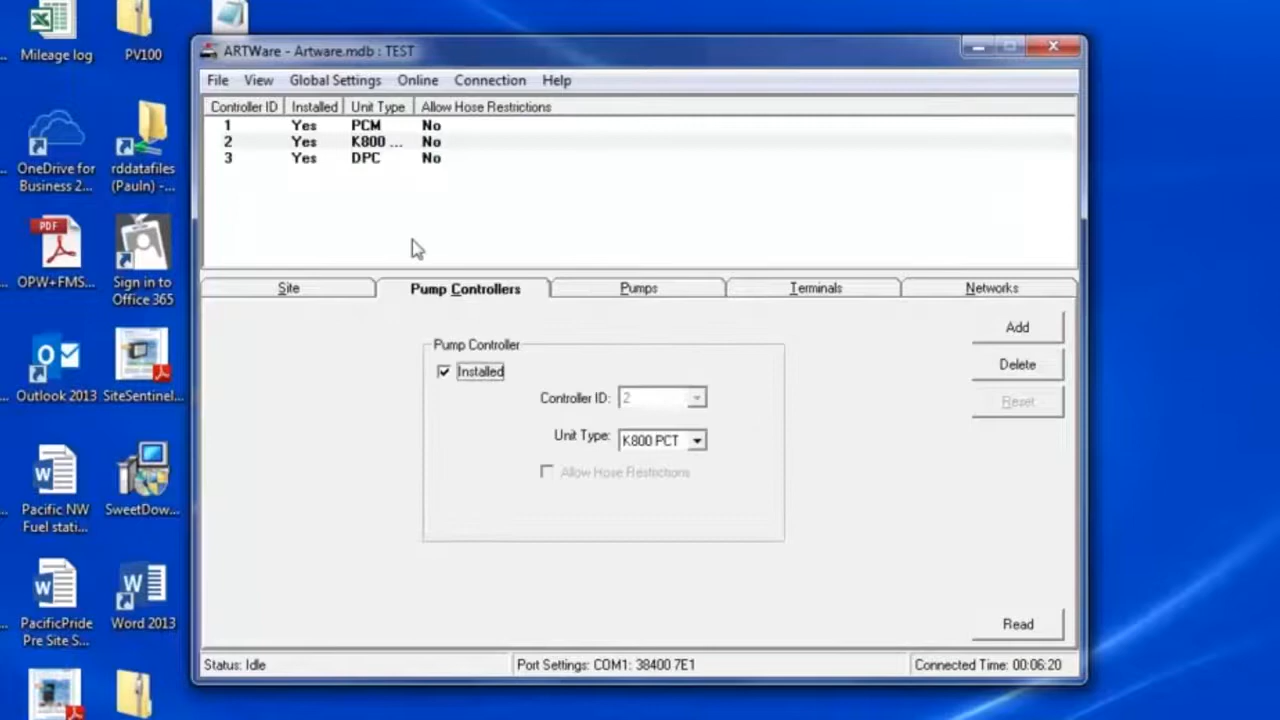 Mileage log
PV100
... OneDrive for
Business 2...
rddatafiles
(Pauln) -...
PDF
... OPW+FMS...
Sign in to
Office 365
Outlook 2013
SiteSentinel...
... Pacific NW
Fuel stati...
SweetDow...
PacificPride
Pre Site S...
Word 2013
ARTWare - Artware.mdb : TEST
File View Global Settings Online Connection Help
Controller ID Installed Unit Type Allow Hose Restrictions
1 Yes PCM No
2 Yes K800 ... No
3 Yes DPC No
Site Pump Controllers Pumps Terminals Networks
Pump Controller
Installed
Controller ID: 2
Unit Type: K800 PCT
Allow Hose Restrictions
Add
Delete
Reset
Read
Status: Idle Port Settings: COM1: 38400 7E1 Connected Time: 00:06:20